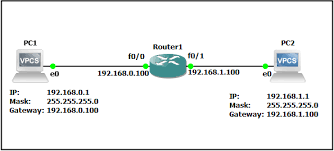 PC1
Router1
PC2
VPCS
f0/0
f0/1
VPCS
e0
192.168.0.100
192.168.1.100
e0
IP: 192.168.0.1
Mask: 255.255.255.0
Gateway: 192.168.0.100
IP: 192.168.1.1
Mask: 255.255.255.0
Gateway: 192.168.1.100